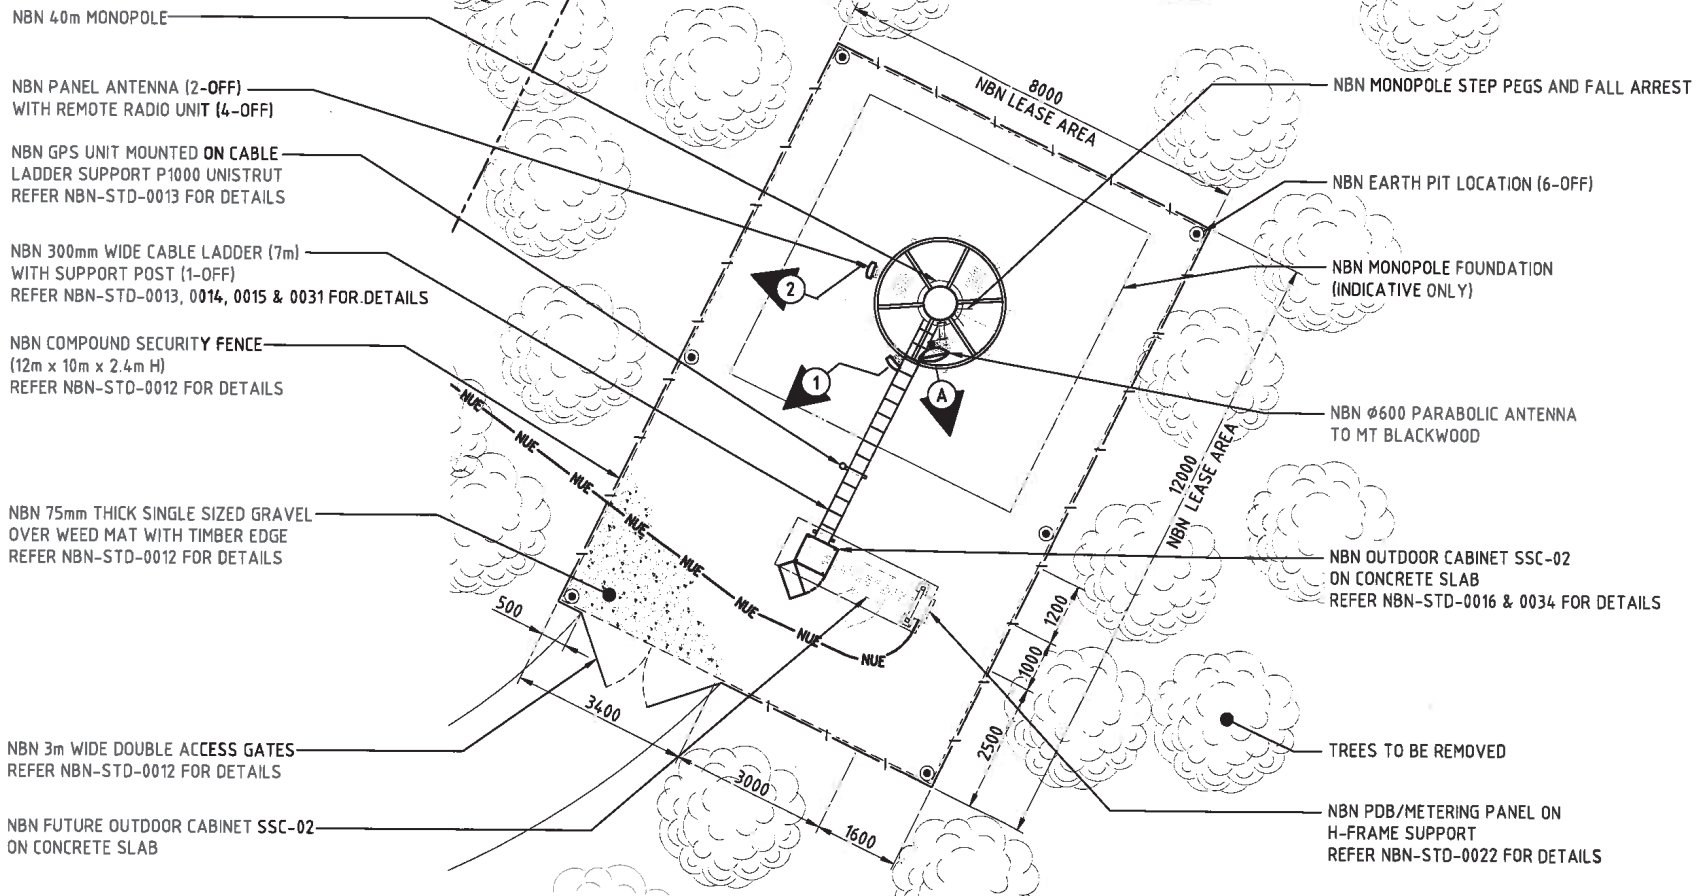 NBN 40m MONOPOLE
NBN PANEL ANTENNA (2-OFF)
WITH REMOTE RADIO UNIT (4-OFF)
NBN GPS UNIT MOUNTED ON CABLE
LADDER SUPPORT P1000 UNISTRUT
REFER NBN-STD-0013 FOR DETAILS
NBN 300mm WIDE CABLE LADDER (7m)
WITH SUPPORT POST (1-OFF)
REFER NBN-STD-0013, 0014, 0015 & 0031 FOR DETAILS
NBN COMPOUND SECURITY FENCE
(12m x 10m x 2.4m H)
REFER NBN-STD-0012 FOR DETAILS
NBN 75mm THICK SINGLE SIZED GRAVEL
OVER WEED MAT WITH TIMBER EDGE
REFER NBN-STD-0012 FOR DETAILS
NBN 3m WIDE DOUBLE ACCESS GATES
REFER NBN-STD-0012 FOR DETAILS
NBN FUTURE OUTDOOR CABINET SSC-02
ON CONCRETE SLAB
8000
NBN LEASE AREA
2
1
A
NUE
NUE
NUE
NUE
NUE
NUE
NUE
NUE
500
3400
3000
1600
2500
1000
1200
12000
NBN LEASE AREA
NBN MONOPOLE STEP PEGS AND FALL ARREST
NBN EARTH PIT LOCATION (6-OFF)
NBN MONOPOLE FOUNDATION
(INDICATIVE ONLY)
NBN Ø600 PARABOLIC ANTENNA
TO MT BLACKWOOD
NBN OUTDOOR CABINET SSC-02
ON CONCRETE SLAB
REFER NBN-STD-0016 & 0034 FOR DETAILS
TREES TO BE REMOVED
NBN PDB/METERING PANEL ON
H-FRAME SUPPORT
REFER NBN-STD-0022 FOR DETAILS